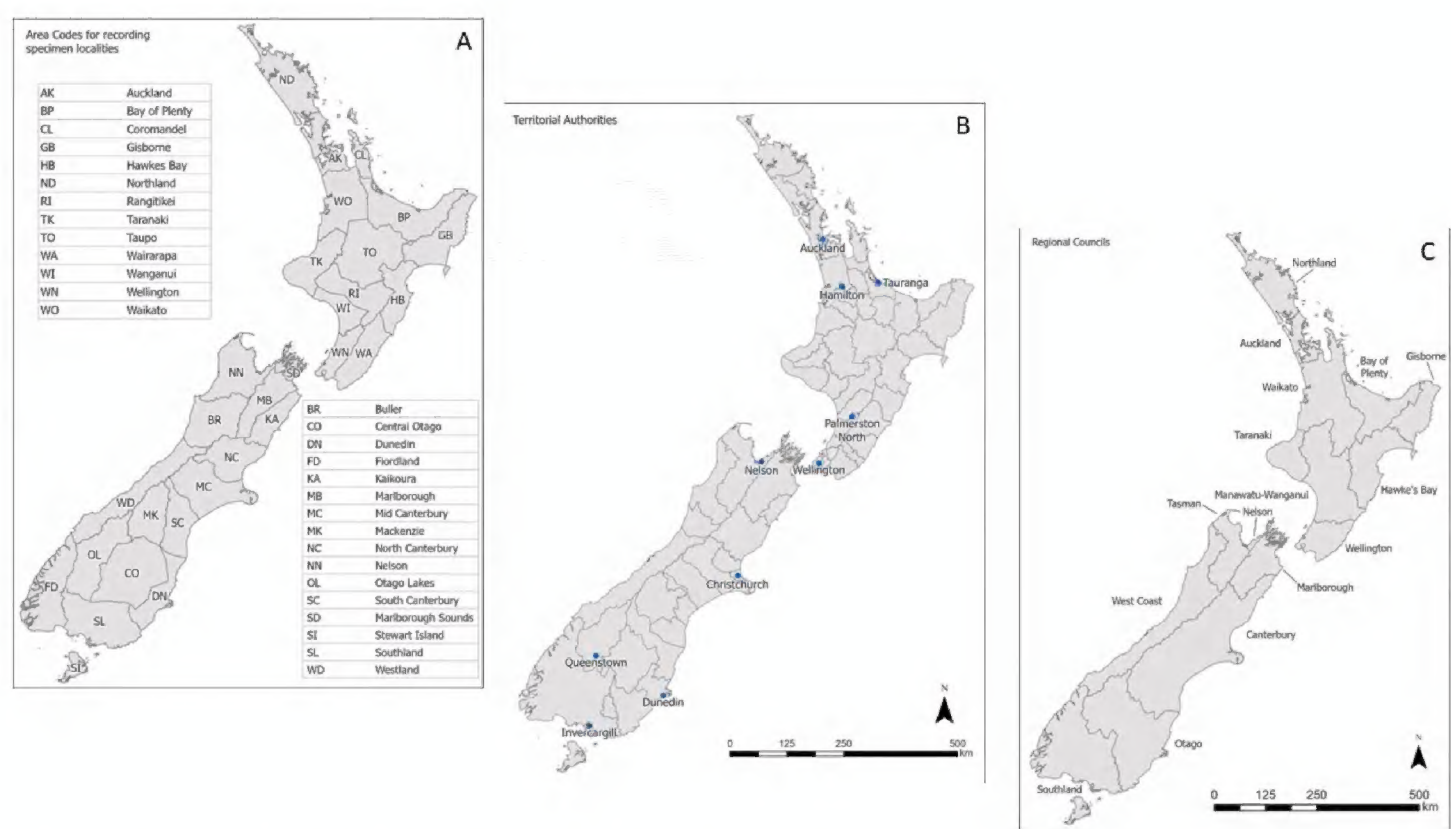 Area Codes for recording
specimen localities
A
AK Auckland
BP Bay of Plenty
CL Coromandel
GB Gisborne
HB Hawkes Bay
ND Northland
RI Rangitikei
TK Taranaki
TO Taupo
WA Wairarapa
WI Wanganui
WN Wellington
WO Waikato
ND
AK
CL
WO
BP
GB
TO
TK
RI
HB
WI
WN
WA
NN
SD
MB
BR
KA
NC
MC
WD
MK
SC
OL
CO
FD
DN
SL
SI
BR Buller
CO Central Otago
DN Dunedin
FD Fiordland
KA Kaikoura
MB Marlborough
MC Mid Canterbury
MK Mackenzie
NC North Canterbury
NN Nelson
OL Otago Lakes
SC South Canterbury
SD Marlborough Sounds
SI Stewart Island
SL Southland
WD Westland
Territorial Authorities
B
Auckland
Tauranga
Hamilton
Palmerston
North
Nelson
Wellington
Christchurch
Queenstown
Dunedin
Invercargill
N
0 125 250 500
km
Regional Councils
C
Northland
Auckland
Bay of
Plenty
Gisborne
Waikato
Taranaki
Hawke's Bay
Manawatu-Wanganui
Tasman
Nelson
Wellington
Marlborough
West Coast
Canterbury
Otago
Southland
N
0 125 250 500
km